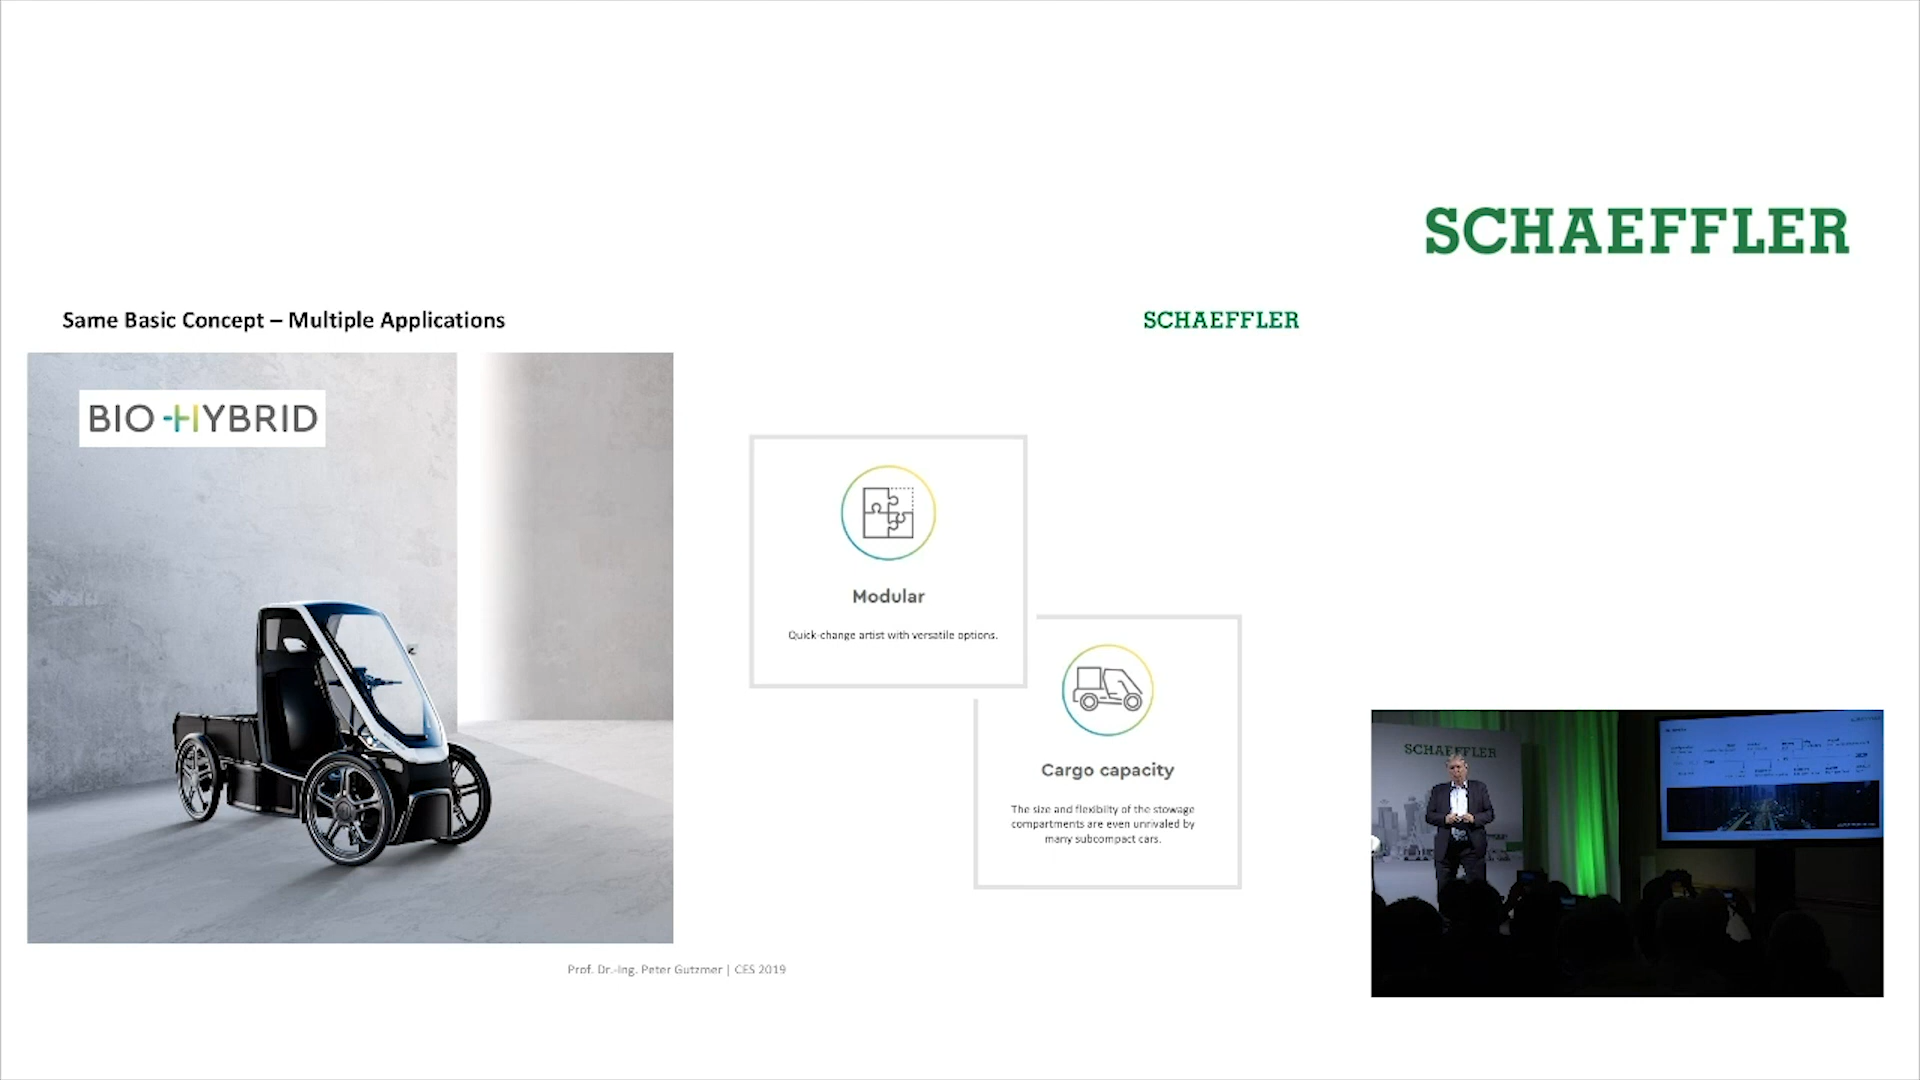 SCHAEFFLER
Same Basic Concept – Multiple Applications
SCHAEFFLER
BIO-HYBRID
Modular
Quick-change artist with versatile options.
Cargo capacity
The size and flexibilty of the stowage
compartments are even unrivaled by
many subcompact cars.
SCHAEFFLER
Prof. Dr.-Ing. Peter Gutzmer | CES 2019